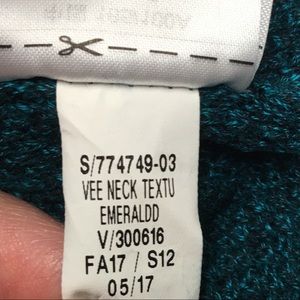 S/774749-03
VEE NECK TEXTU
EMERALDD
V/300616
FA17 / S12
05/17